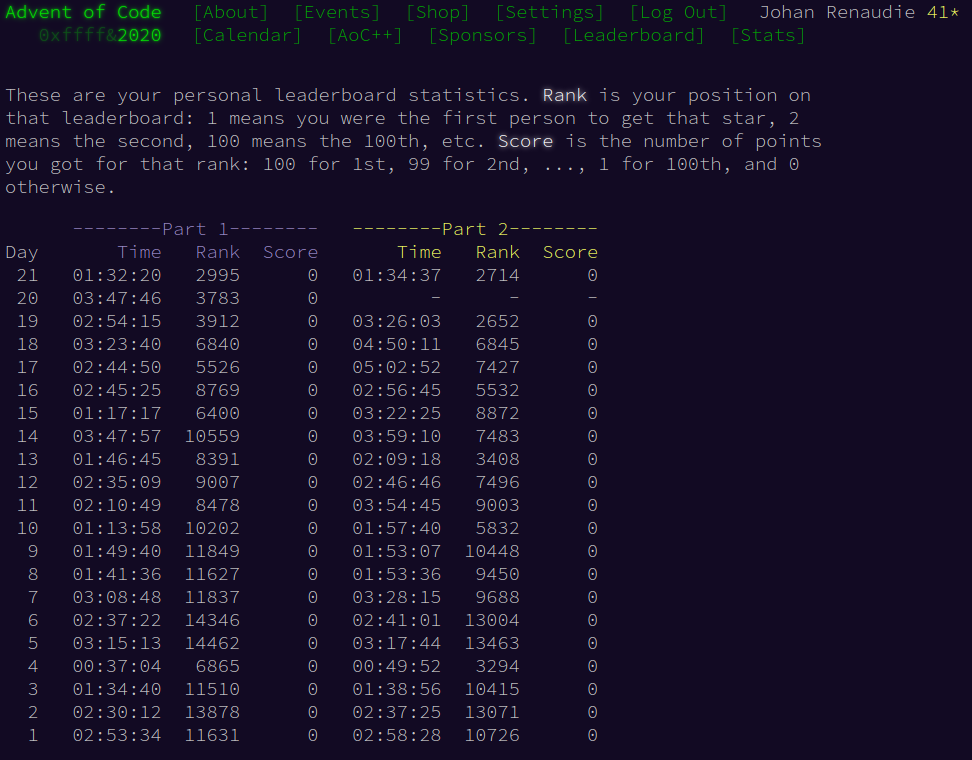 Advent of Code [About] [Events] [Shop] [Settings] [Log Out] Johan Renaudie 41*
0xffff&2020 [Calendar] [AoC++] [Sponsors] [Leaderboard] [Stats]
These are your personal leaderboard statistics. Rank is your position on
that leaderboard: 1 means you were the first person to get that star, 2
means the second, 100 means the 100th, etc. Score is the number of points
you got for that rank: 100 for 1st, 99 for 2nd, ..., 1 for 100th, and 0
otherwise.
--------Part 1-------- --------Part 2--------
Day Time Rank Score Time Rank Score
21 01:32:20 2995 0 01:34:37 2714 0
20 03:47:46 3783 0 - - -
19 02:54:15 3912 0 03:26:03 2652 0
18 03:23:40 6840 0 04:50:11 6845 0
17 02:44:50 5526 0 05:02:52 7427 0
16 02:45:25 8769 0 02:56:45 5532 0
15 01:17:17 6400 0 03:22:25 8872 0
14 03:47:57 10559 0 03:59:10 7483 0
13 01:46:45 8391 0 02:09:18 3408 0
12 02:35:09 9007 0 02:46:46 7496 0
11 02:10:49 8478 0 03:54:45 9003 0
10 01:13:58 10202 0 01:57:40 5832 0
9 01:49:40 11849 0 01:53:07 10448 0
8 01:41:36 11627 0 01:53:36 9450 0
7 03:08:48 11837 0 03:28:15 9688 0
6 02:37:22 14346 0 02:41:01 13004 0
5 03:15:13 14462 0 03:17:44 13463 0
4 00:37:04 6865 0 00:49:52 3294 0
3 01:34:40 11510 0 01:38:56 10415 0
2 02:30:12 13878 0 02:37:25 13071 0
1 02:53:34 11631 0 02:58:28 10726 0